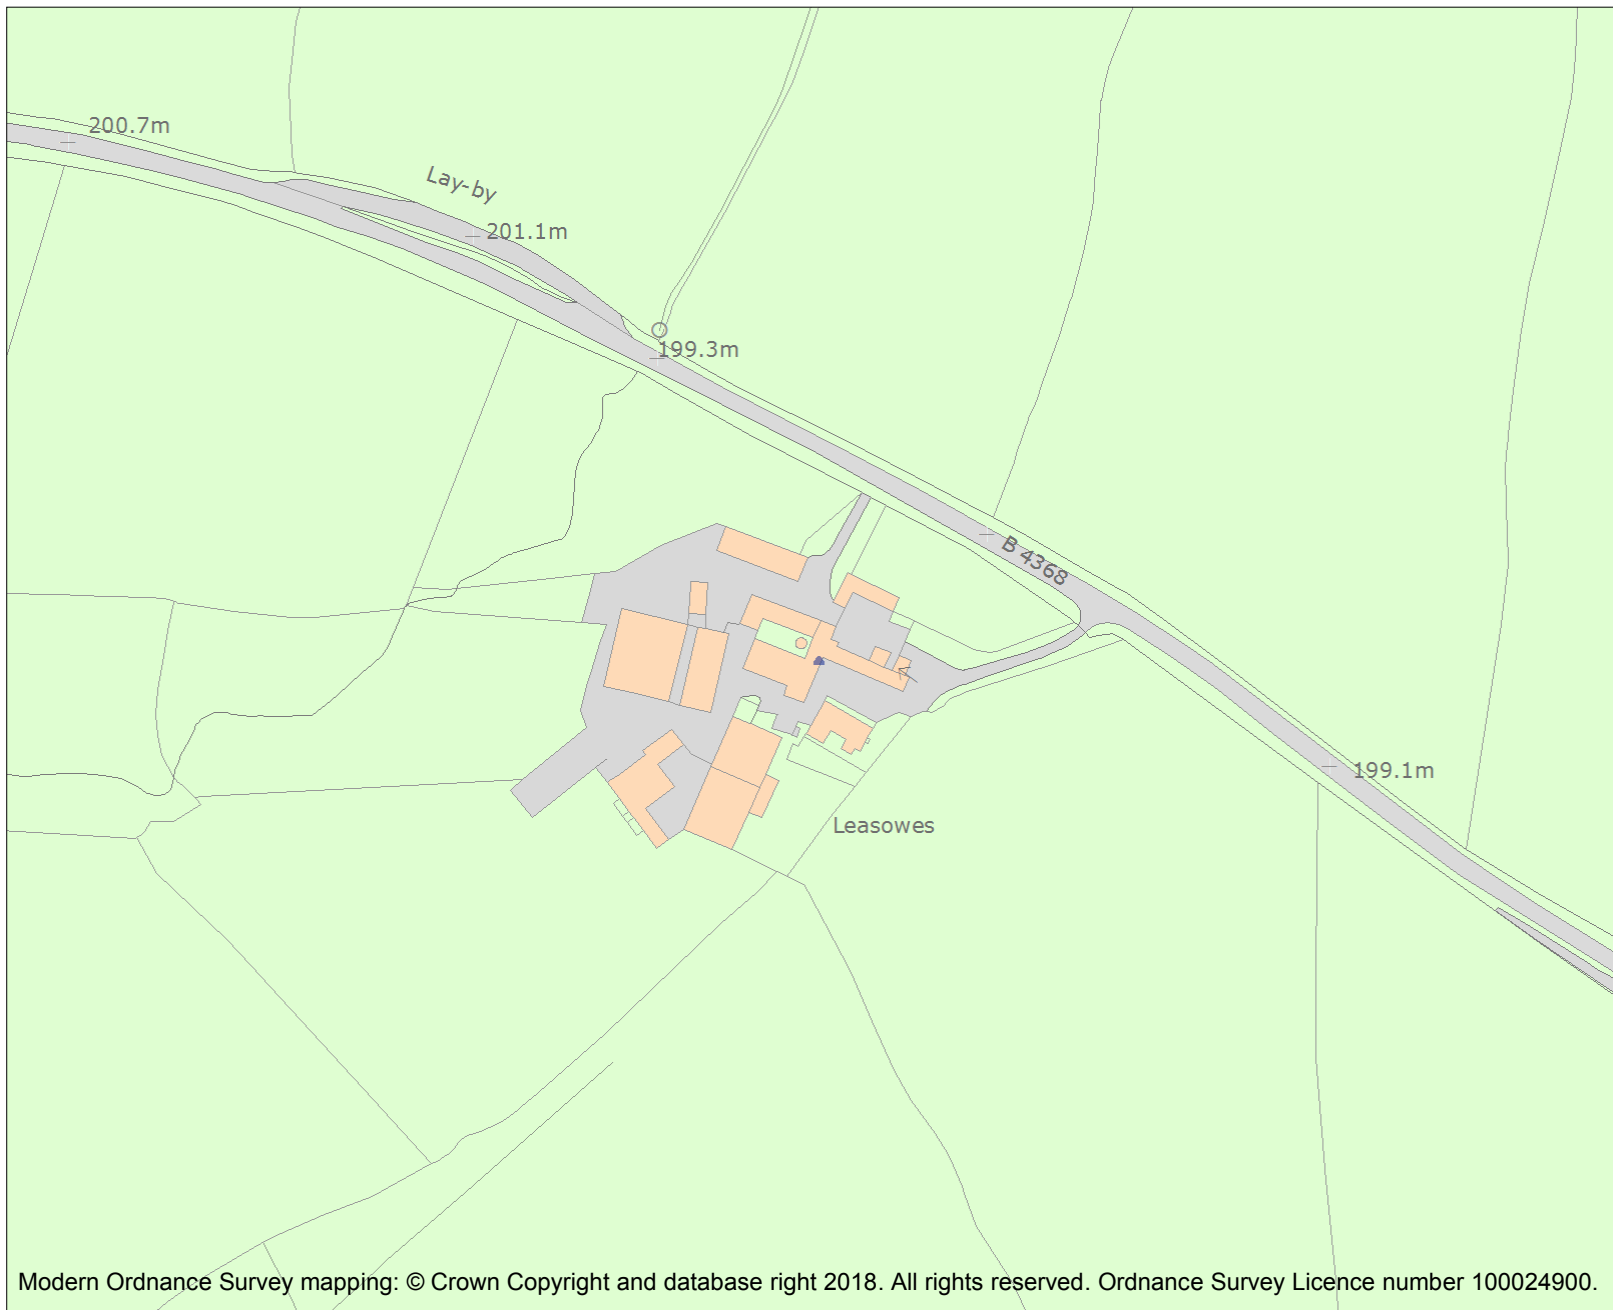 200.7m
Lay-by
201.1m
199.3m
B 4368
199.1m
Leasowes
Modern Ordnance Survey mapping: © Crown Copyright and database right 2018. All rights reserved. Ordnance Survey Licence number 100024900.